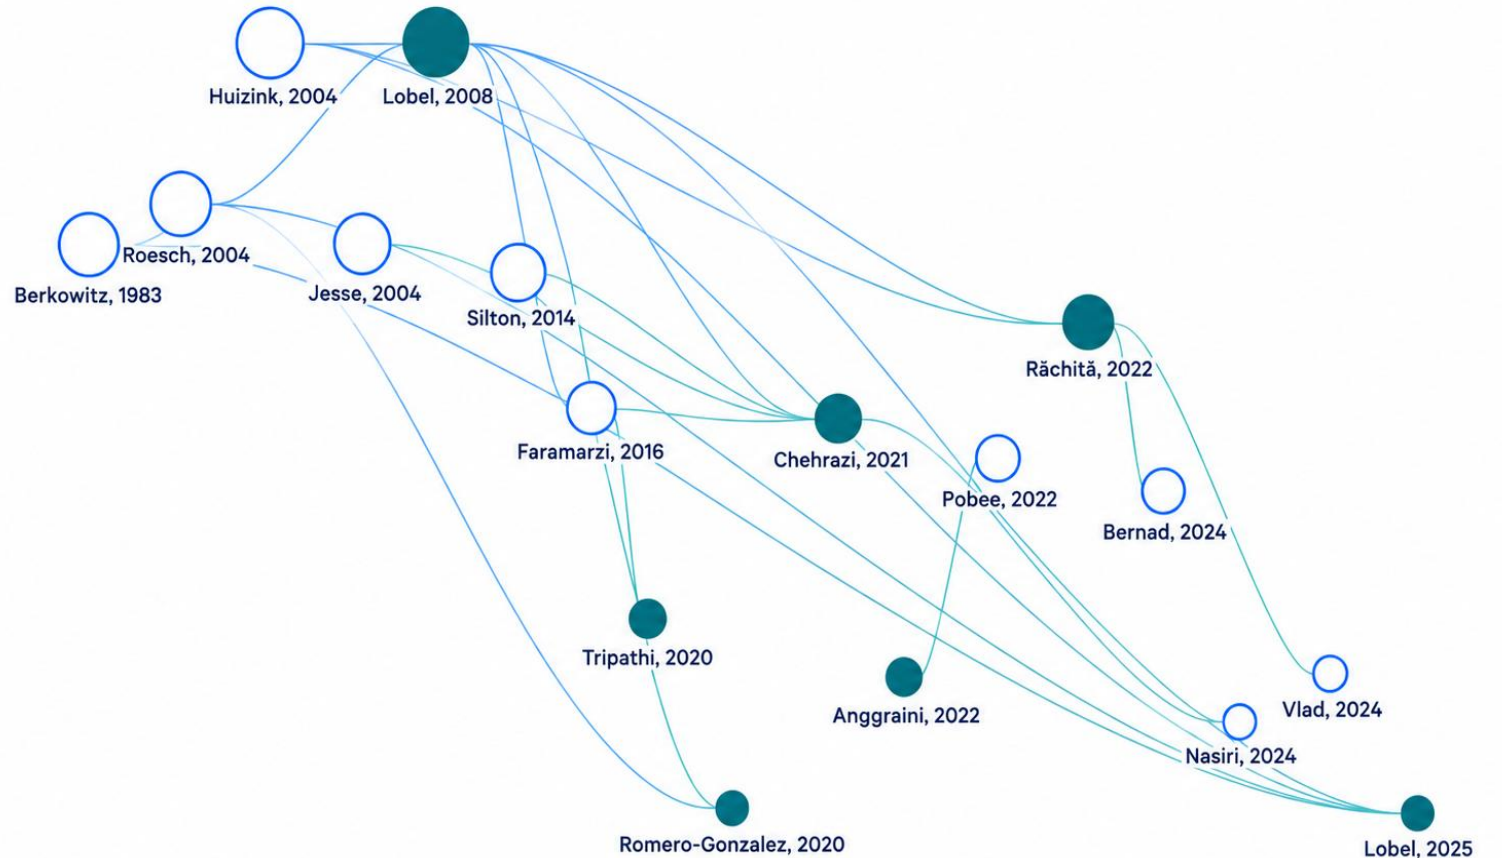 Huizink, 2004
Lobel, 2008
Roesch, 2004
Berkowitz, 1983
Jesse, 2004
Silton, 2014
Răchită, 2022
Faramarzi, 2016
Chehrazi, 2021
Pobee, 2022
Bernad, 2024
Tripathi, 2020
Anggraini, 2022
Vlad, 2024
Nasiri, 2024
Romero-Gonzalez, 2020
Lobel, 2025